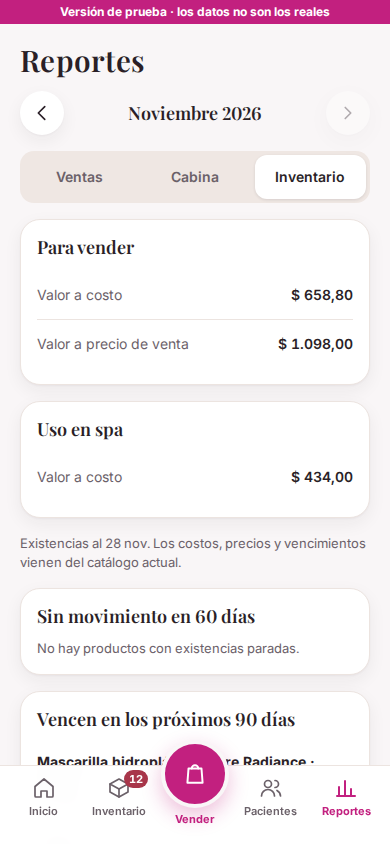 Versión de prueba · los datos no son los reales
Reportes
Noviembre 2026
Ventas
Cabina
Inventario
Para vender
Valor a costo
$ 658,80
Valor a precio de venta
$ 1.098,00
Uso en spa
Valor a costo
$ 434,00
Existencias al 28 nov. Los costos, precios y vencimientos
vienen del catálogo actual.
Sin movimiento en 60 días
No hay productos con existencias paradas.
Vencen en los próximos 90 días
Mascarilla Radiance ·
12
Inicio
Inventario
Vender
Pacientes
Reportes